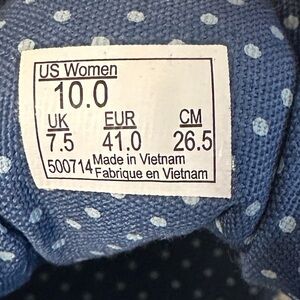 US Women
10.0
UK EUR CM
7.5 41.0 26.5
500714 Made in Vietnam
Fabrique en Vietnam